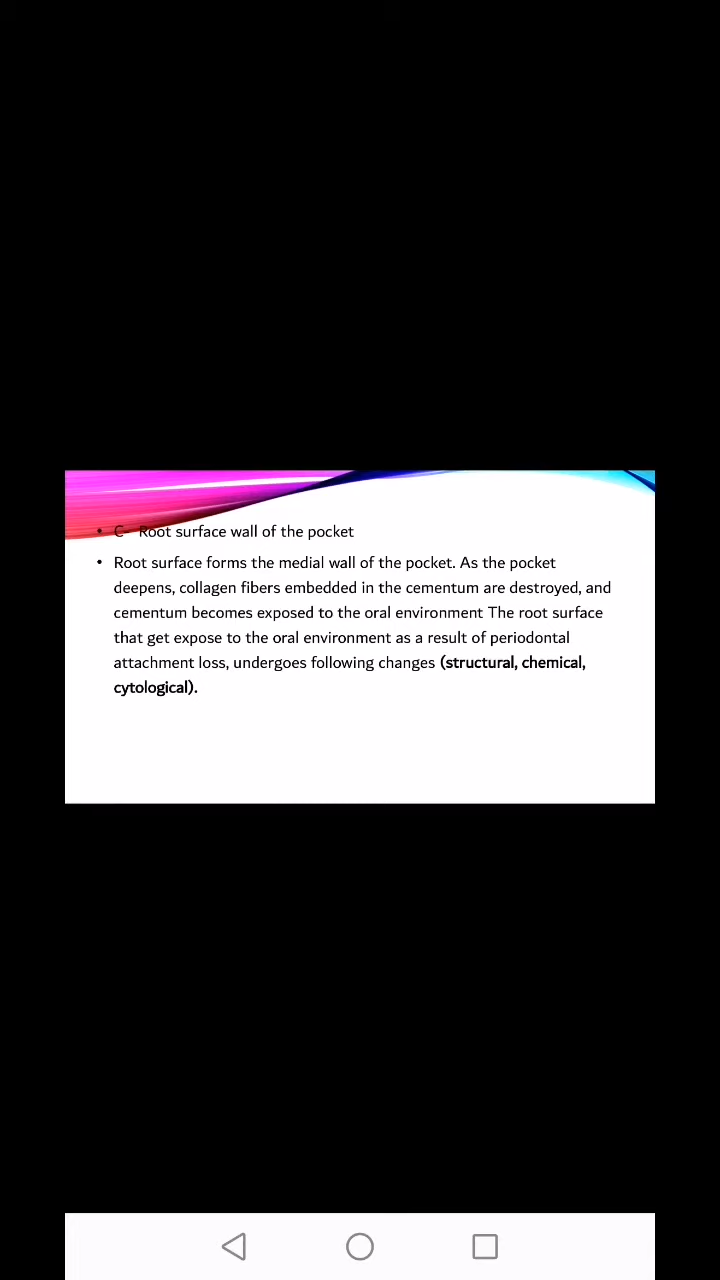 • C- Root surface wall of the pocket
• Root surface forms the medial wall of the pocket. As the pocket
deepens, collagen fibers embedded in the cementum are destroyed, and
cementum becomes exposed to the oral environment The root surface
that get expose to the oral environment as a result of periodontal
attachment loss, undergoes following changes (structural, chemical,
cytological).